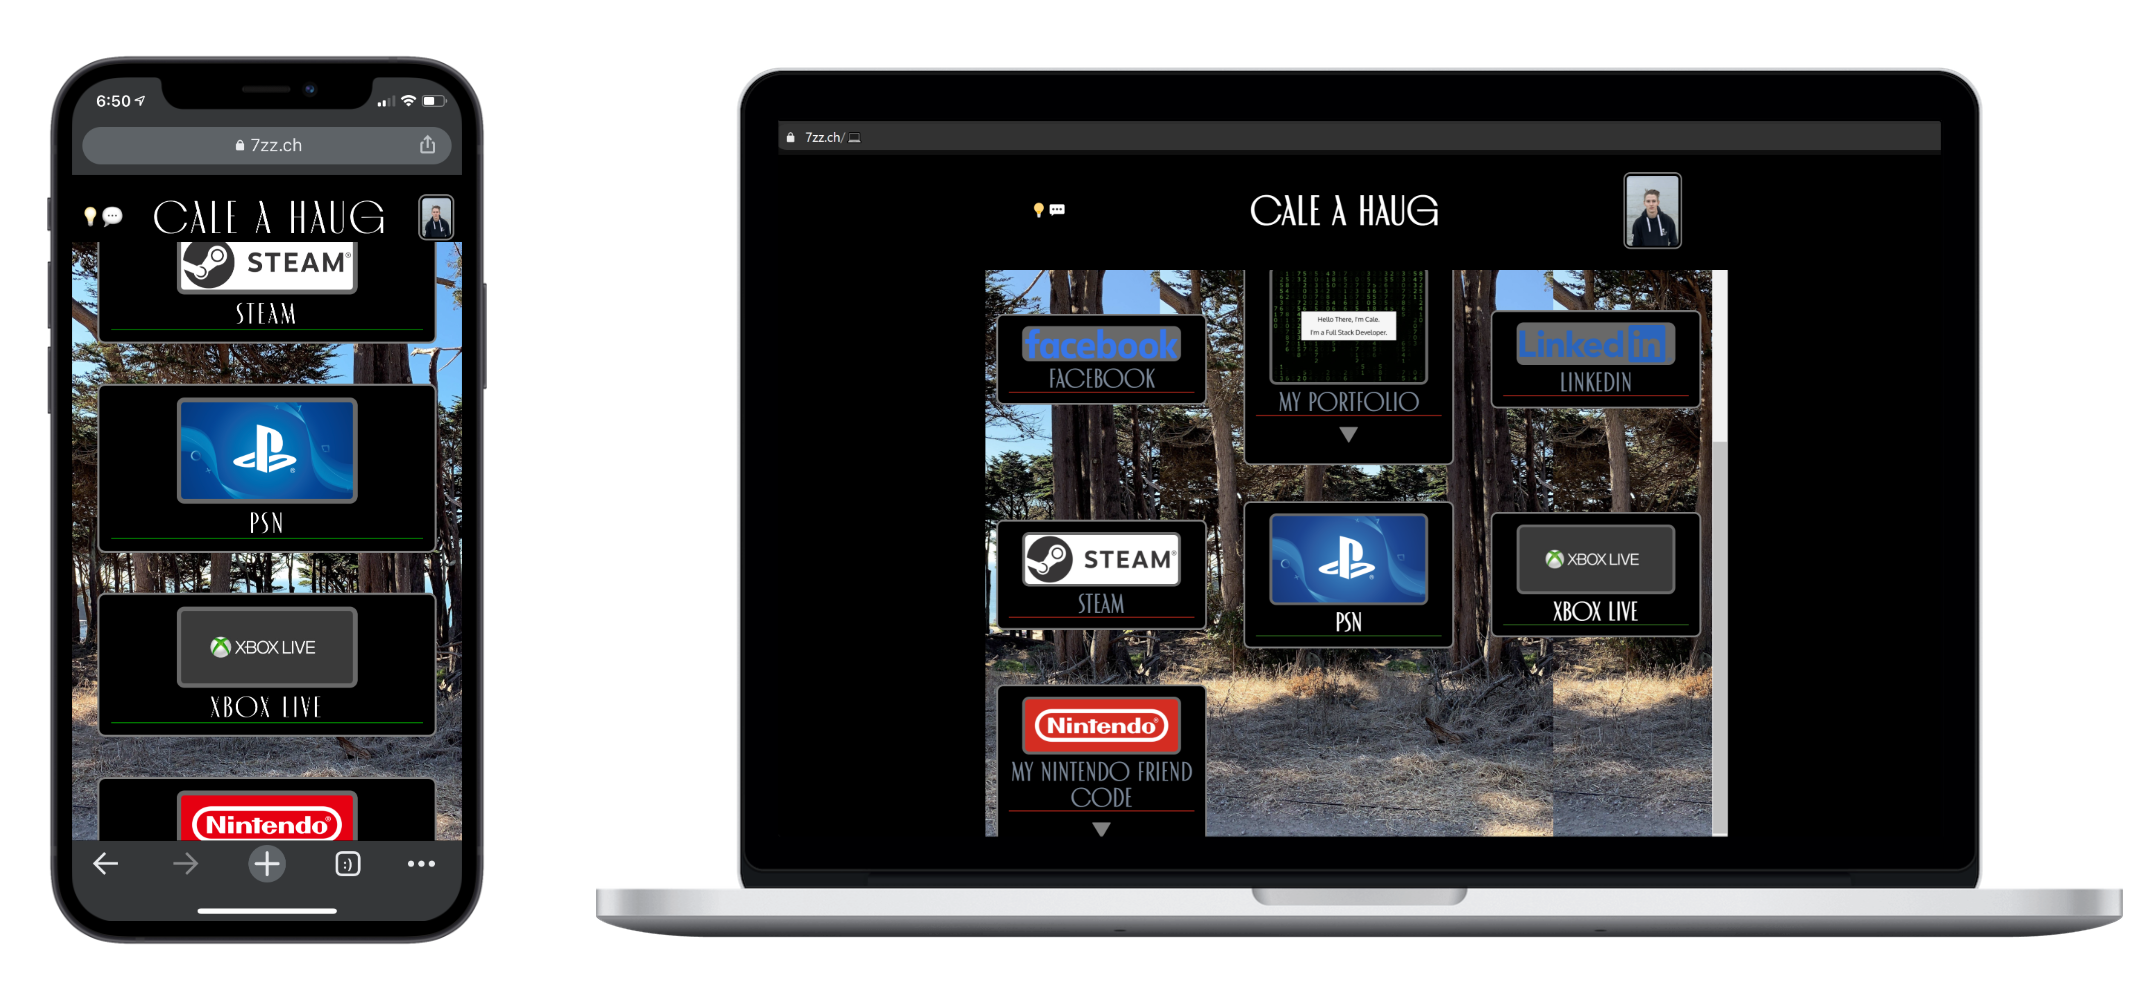 6:50
7zz.ch
CALE A HAUG
STEAM®
STEAM
PSN
XBOX LIVE
XBOX LIVE
Nintendo®
:)
7zz.ch/
CALE A HAUG
facebook
FACEBOOK
Hello There, I'm Cale.
I'm a Full Stack Developer.
MY PORTFOLIO
Linked in
LINKEDIN
STEAM®
STEAM
PSN
XBOX LIVE
XBOX LIVE
Nintendo®
MY NINTENDO FRIEND
CODE